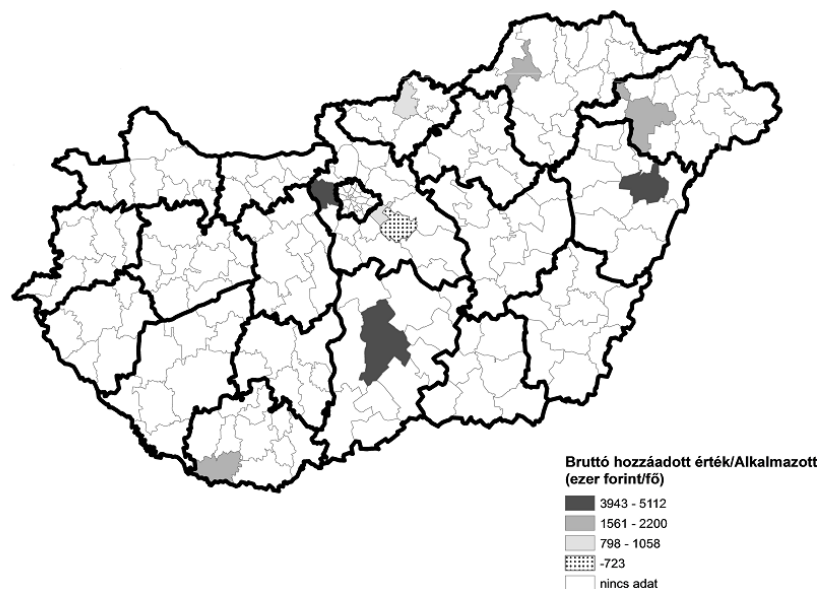 Bruttó hozzáadott érték/Alkalmazott
(ezer forint/fő)
3943 - 5112
1561 - 2200
798 - 1058
-723
nincs adat